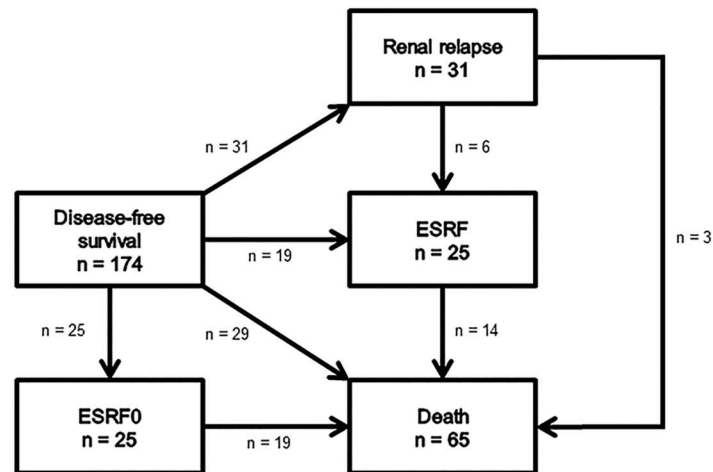 Renal relapse
n = 31
n = 31
n = 6
Disease-free
survival
n = 174
n = 19
ESRF
n = 25
n = 3
n = 25
n = 29
n = 14
ESRF0
n = 25
n = 19
Death
n = 65